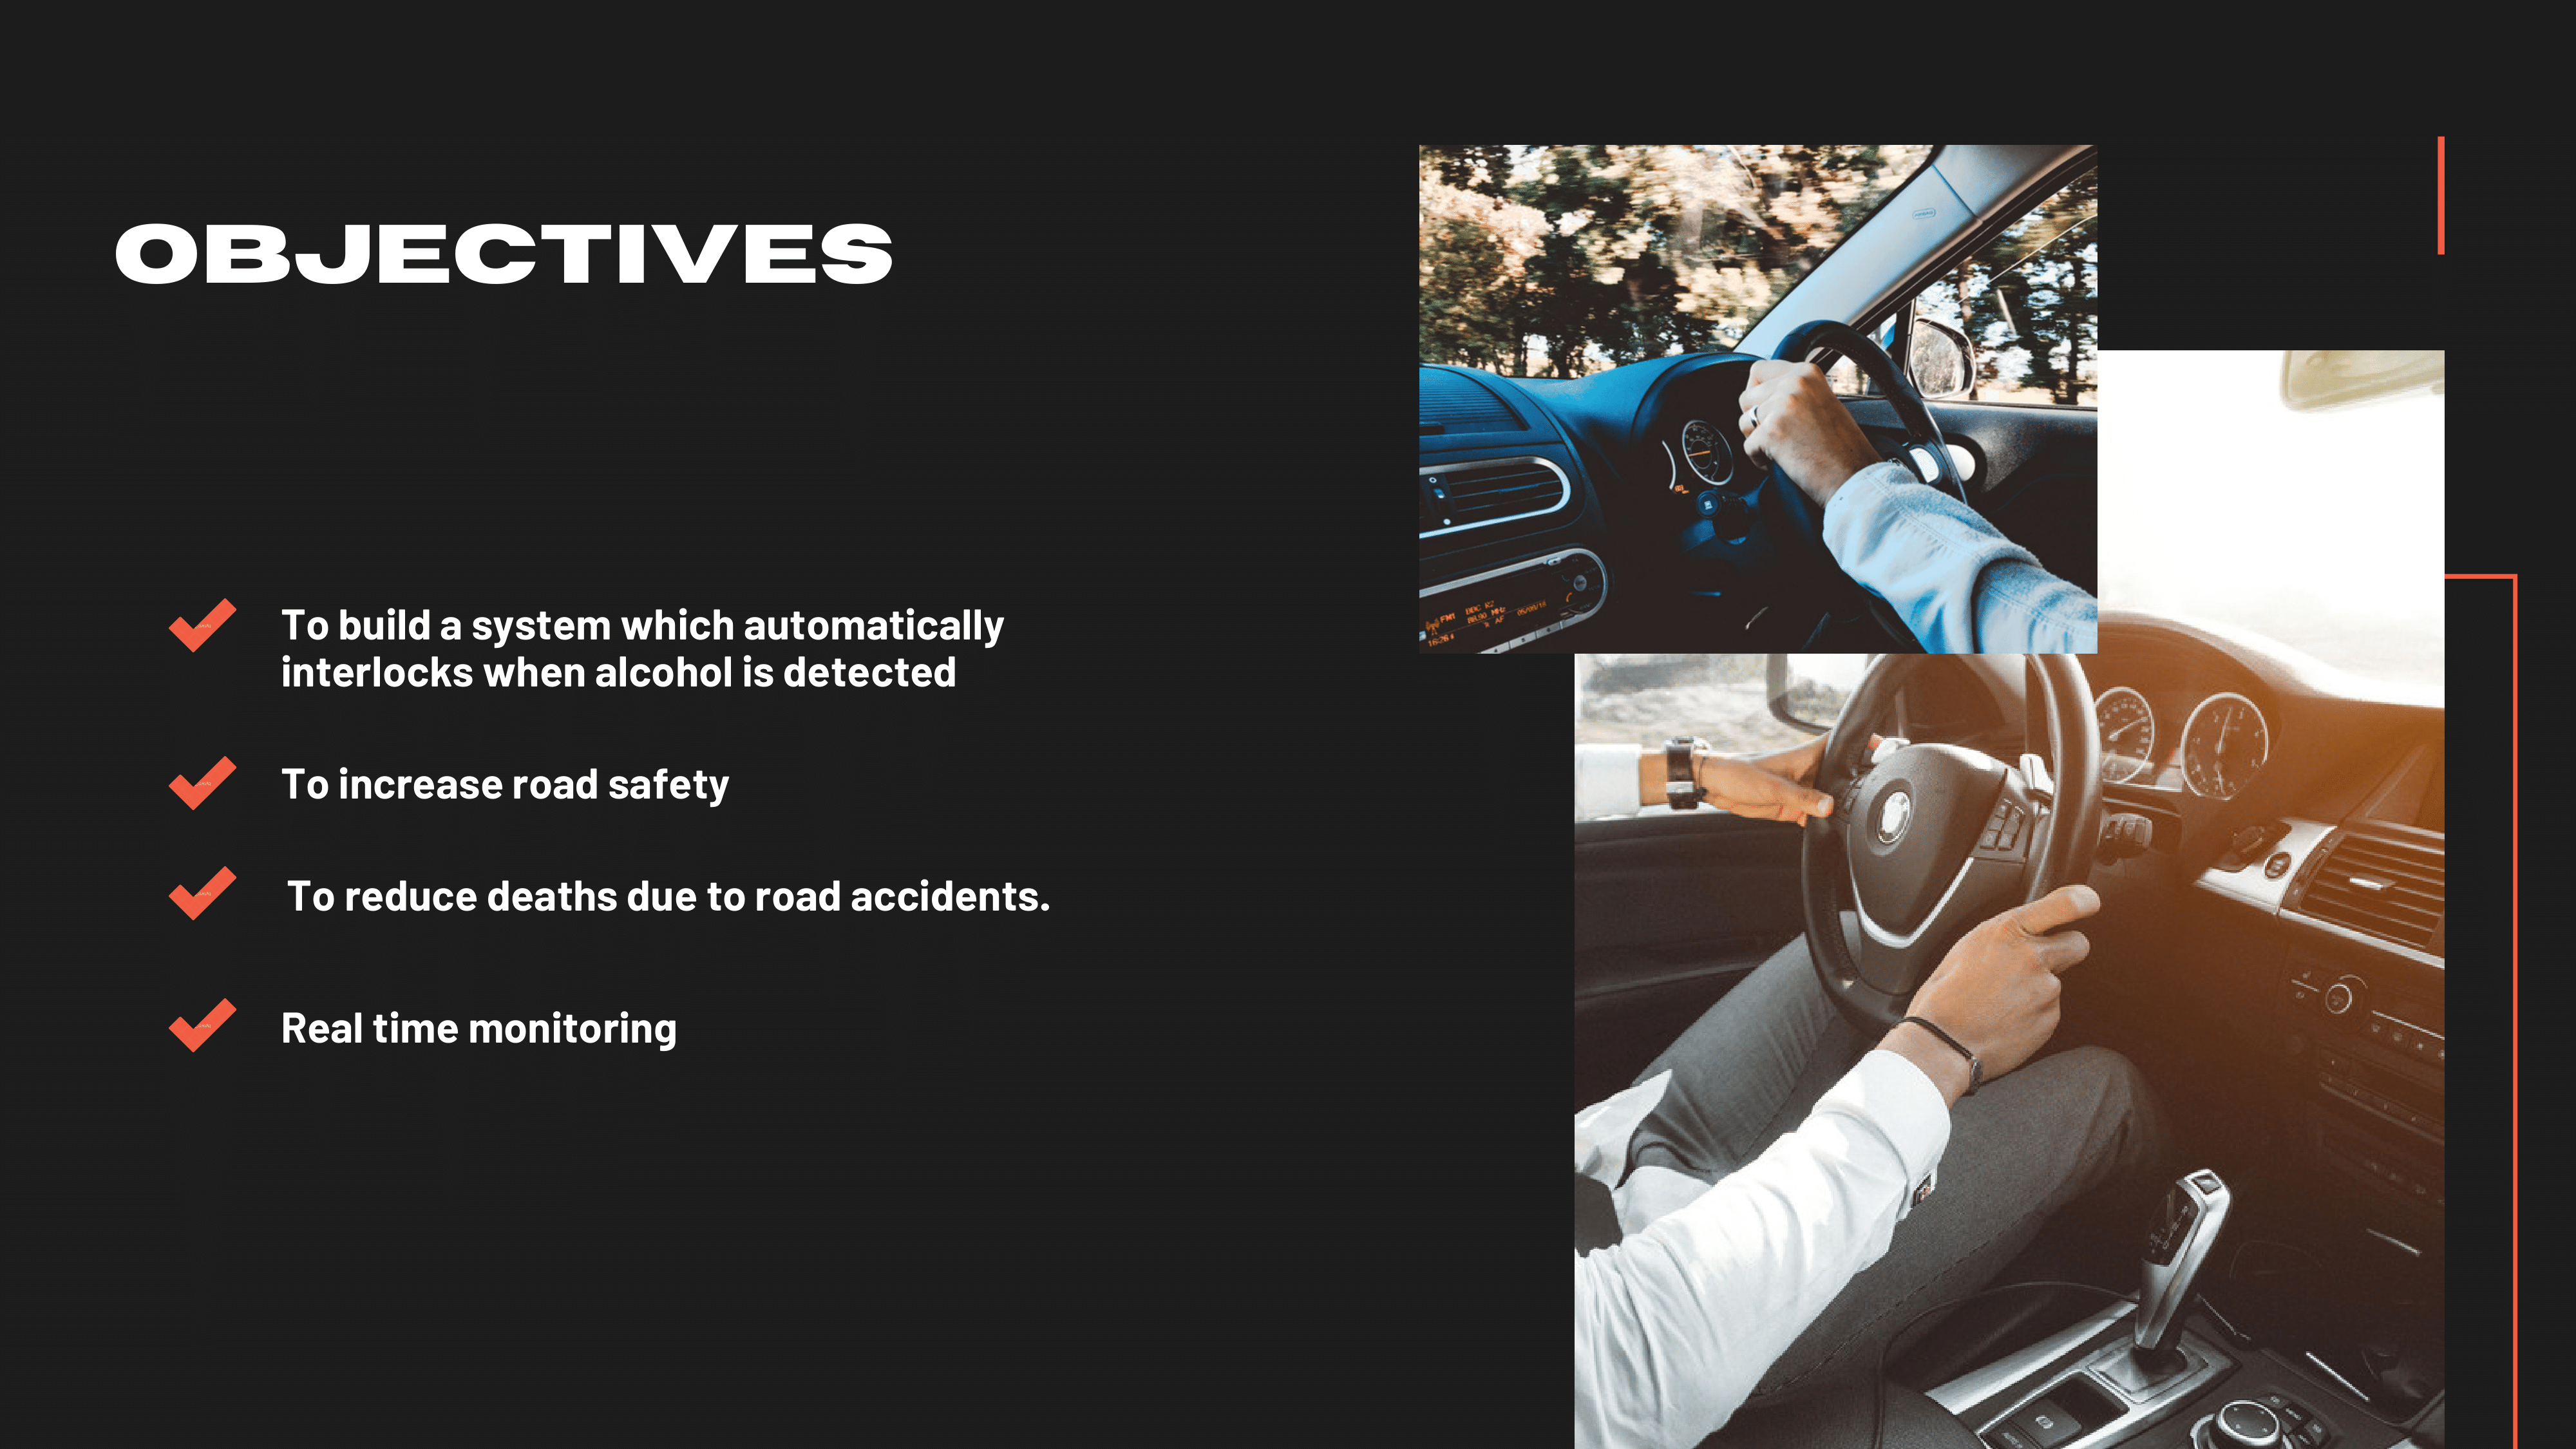 OBJECTIVES
To build a system which automatically
interlocks when alcohol is detected
To increase road safety
To reduce deaths due to road accidents.
Real time monitoring
FM1